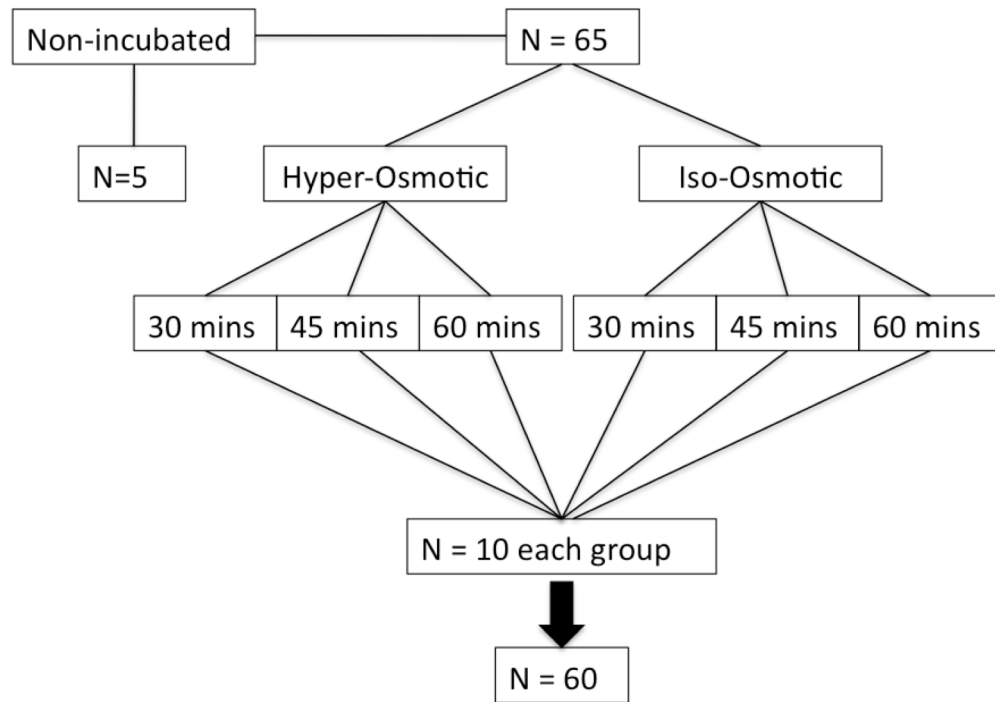 Non-incubated
N = 65
N=5
Hyper-Osmotic
Iso-Osmotic
30 mins
45 mins
60 mins
30 mins
45 mins
60 mins
N = 10 each group
N = 60